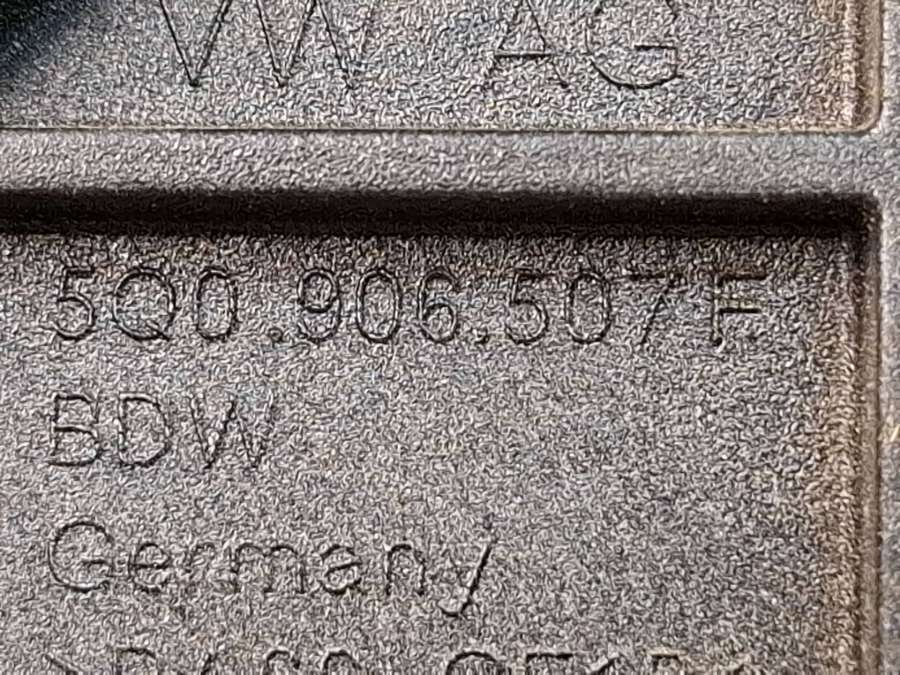 VW AG
5Q0.906.507 F
BDW
Germany